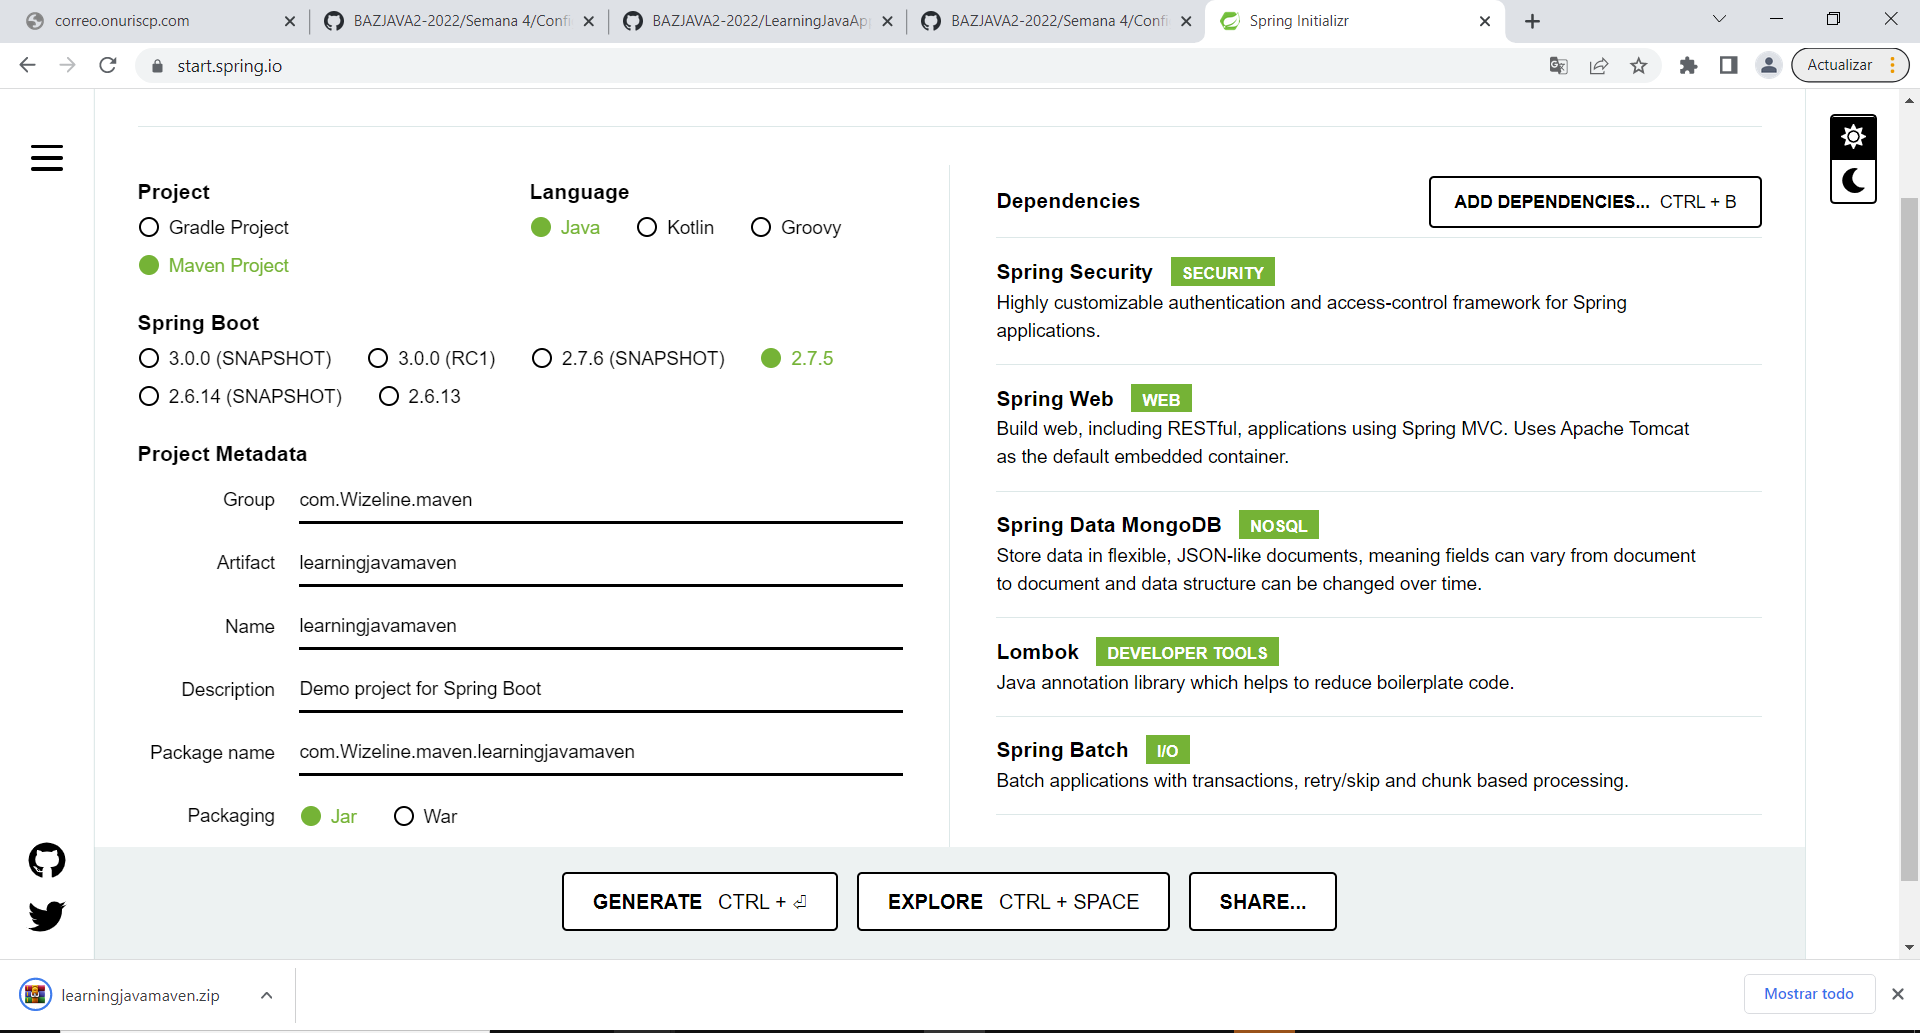 correo.onuriscp.com
BAZJAVA2-2022/Semana 4/Confi
BAZJAVA2-2022/LearningJavaApp
BAZJAVA2-2022/Semana 4/Confi
Spring Initializr
start.spring.io
Actualizar
Project
Gradle Project
Maven Project
Language
Java Kotlin Groovy
Spring Boot
3.0.0 (SNAPSHOT) 3.0.0 (RC1) 2.7.6 (SNAPSHOT) 2.7.5
2.6.14 (SNAPSHOT) 2.6.13
Project Metadata
Group com.Wizeline.maven
Artifact learningjavamaven
Name learningjavamaven
Description Demo project for Spring Boot
Package name com.Wizeline.maven.learningjavamaven
Packaging Jar War
Dependencies
ADD DEPENDENCIES... CTRL + B
Spring Security SECURITY
Highly customizable authentication and access-control framework for Spring
applications.
Spring Web WEB
Build web, including RESTful, applications using Spring MVC. Uses Apache Tomcat
as the default embedded container.
Spring Data MongoDB NOSQL
Store data in flexible, JSON-like documents, meaning fields can vary from document
to document and data structure can be changed over time.
Lombok DEVELOPER TOOLS
Java annotation library which helps to reduce boilerplate code.
Spring Batch I/O
Batch applications with transactions, retry/skip and chunk based processing.
GENERATE CTRL + ⏎
EXPLORE CTRL + SPACE
SHARE...
learningjavamaven.zip
Mostrar todo